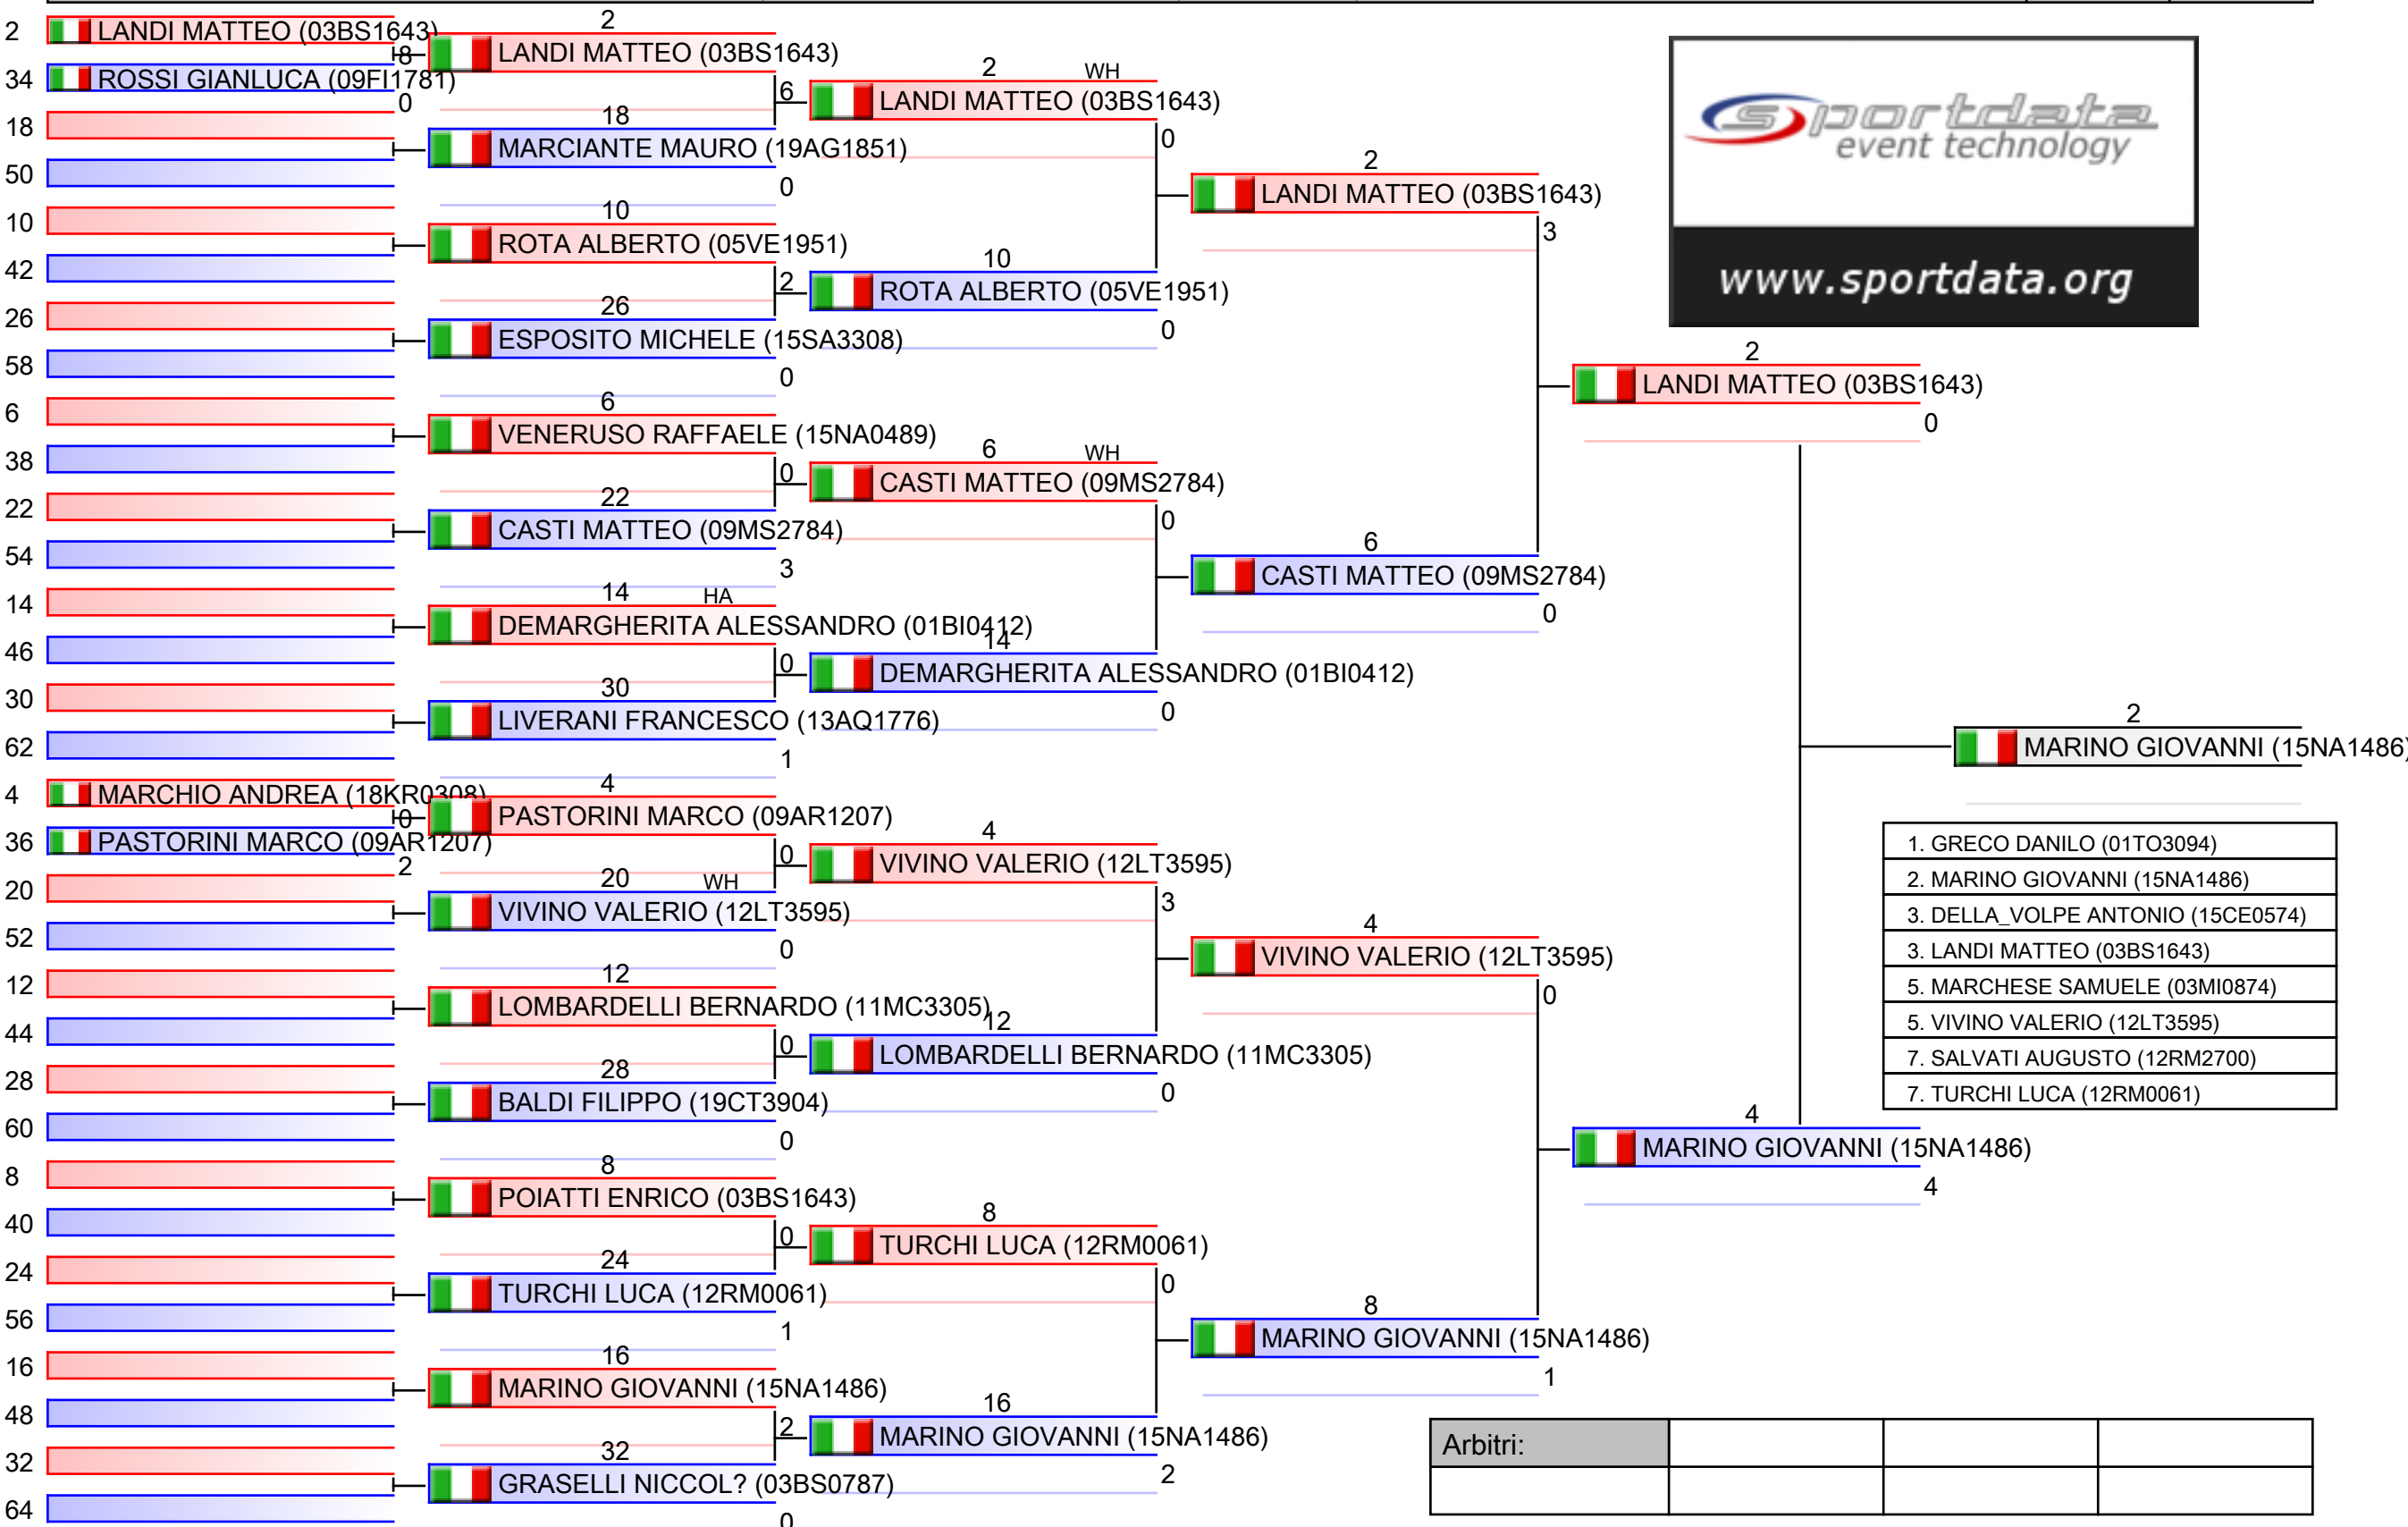 2 LANDI MATTEO (03BS1643)
8
34 ROSSI GIANLUCA (09FI1781)
0
18
50
10
42
26
58
6
38
22
54
14
46
30
62
4 MARCHIO ANDREA (18KR0308)
0
36 PASTORINI MARCO (09AR1207)
2
20
52
12
44
28
60
8
40
24
56
16
48
32
64
2
LANDI MATTEO (03BS1643)
6
18
MARCIANTE MAURO (19AG1851)
0
10
ROTA ALBERTO (05VE1951)
2
26
ESPOSITO MICHELE (15SA3308)
0
6
VENERUSO RAFFAELE (15NA0489)
0
22
CASTI MATTEO (09MS2784)
3
14 HA
DEMARGHERITA ALESSANDRO (01BI0412)
0
30
LIVERANI FRANCESCO (13AQ1776)
1
4
PASTORINI MARCO (09AR1207)
0
20 WH
VIVINO VALERIO (12LT3595)
0
12
LOMBARDELLI BERNARDO (11MC3305)
0
28
BALDI FILIPPO (19CT3904)
0
8
POIATTI ENRICO (03BS1643)
0
24
TURCHI LUCA (12RM0061)
1
16
MARINO GIOVANNI (15NA1486)
2
32
GRASELLI NICCOL? (03BS0787)
0
2 WH
LANDI MATTEO (03BS1643)
0
10
ROTA ALBERTO (05VE1951)
0
6 WH
CASTI MATTEO (09MS2784)
0
14
DEMARGHERITA ALESSANDRO (01BI0412)
0
4
VIVINO VALERIO (12LT3595)
3
12
LOMBARDELLI BERNARDO (11MC3305)
0
8
TURCHI LUCA (12RM0061)
0
16
MARINO GIOVANNI (15NA1486)
2
2
LANDI MATTEO (03BS1643)
3
6
CASTI MATTEO (09MS2784)
0
4
VIVINO VALERIO (12LT3595)
0
8
MARINO GIOVANNI (15NA1486)
1
2
LANDI MATTEO (03BS1643)
0
4
MARINO GIOVANNI (15NA1486)
4
2
MARINO GIOVANNI (15NA1486)
sportdata
event technology
www.sportdata.org
1. GRECO DANILO (01TO3094)
2. MARINO GIOVANNI (15NA1486)
3. DELLA_VOLPE ANTONIO (15CE0574)
3. LANDI MATTEO (03BS1643)
5. MARCHESE SAMUELE (03MI0874)
5. VIVINO VALERIO (12LT3595)
7. SALVATI AUGUSTO (12RM2700)
7. TURCHI LUCA (12RM0061)
Arbitri: